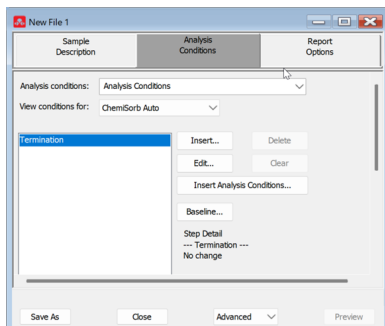 New File 1
Sample
Description
Analysis
Conditions
Report
Options
Analysis conditions: Analysis Conditions
View conditions for: ChemiSorb Auto
Termination
Insert... Delete
Edit... Clear
Insert Analysis Conditions...
Baseline...
Step Detail
--- Termination ---
No change
Save As Close Advanced Preview